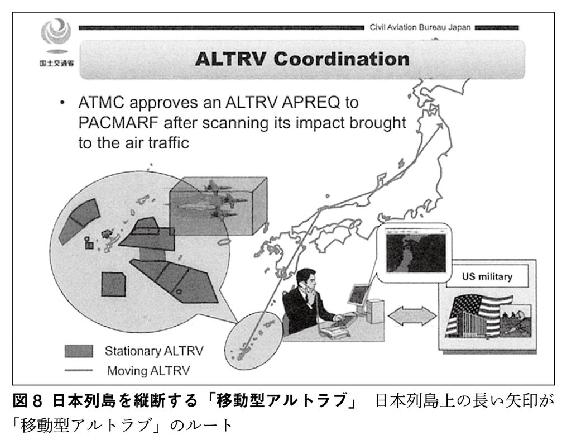 Civil Aviation Bureau Japan
国土交通省
ALTRV Coordination
• ATMC approves an ALTRV APREQ to
PACMARF after scanning its impact brought
to the air traffic
US military
Stationary ALTRV
Moving ALTRV
図8 日本列島を縦断する「移動型アルトラブ」 日本列島上の長い矢印が
「移動型アルトラブ」のルート